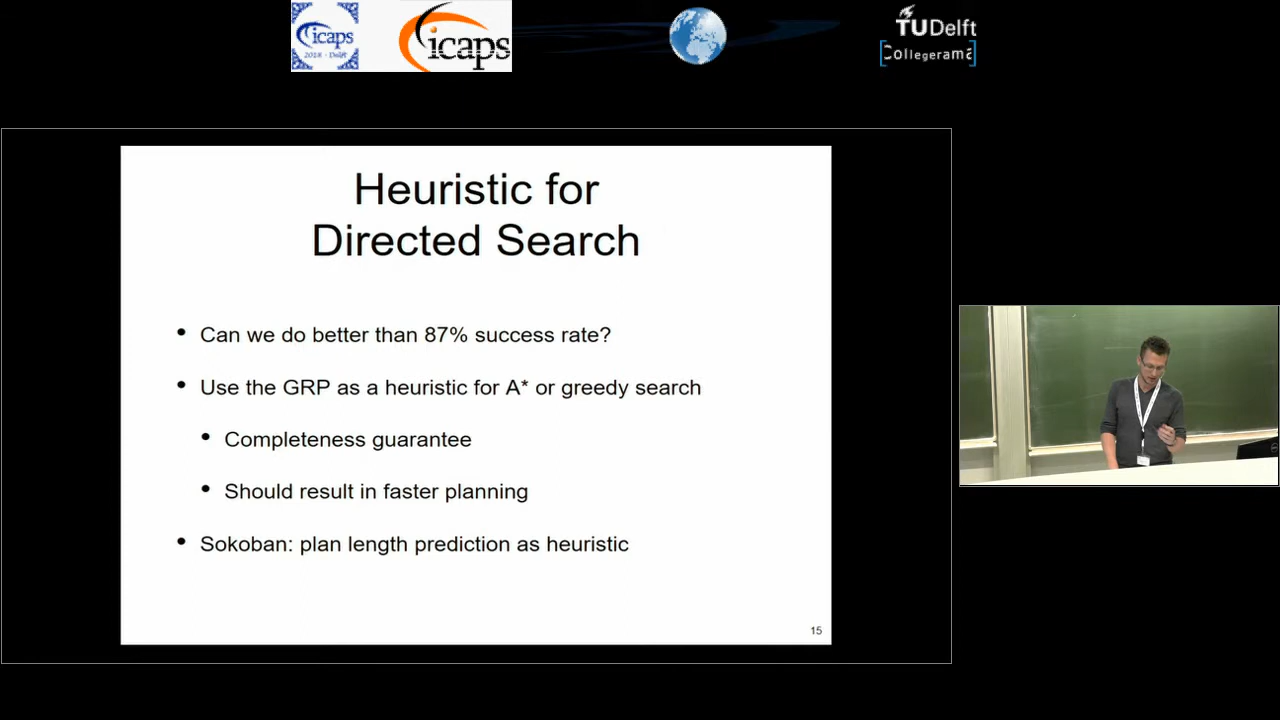 icaps
2018 - Delft
icaps
TUDelft
Collegerama
Heuristic for
Directed Search
• Can we do better than 87% success rate?
• Use the GRP as a heuristic for A* or greedy search
• Completeness guarantee
• Should result in faster planning
• Sokoban: plan length prediction as heuristic
15